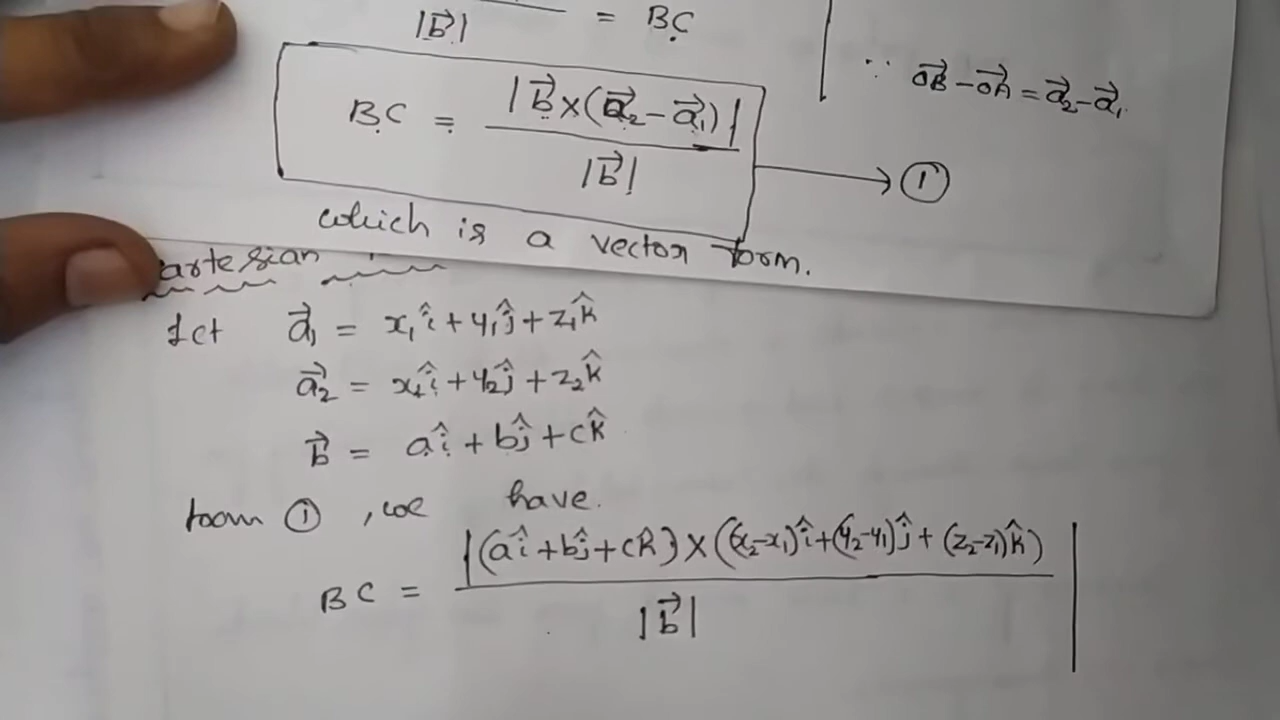 |b⃗| = BC
∵ O⃗B − O⃗A = a⃗₂ − a⃗₁.
BC = |b⃗ × (a⃗₂ − a⃗₁)| / |b⃗| → ①
which is a vector form.
artesian
Let a⃗₁ = x₁î + y₁ĵ + z₁k̂
a⃗₂ = x₂î + y₂ĵ + z₂k̂
b⃗ = aî + bĵ + ck̂
from ①, we have.
BC = |(aî + bĵ + ck̂) × ((x₂−x₁)î + (y₂−y₁)ĵ + (z₂−z₁)k̂) / |b⃗| |